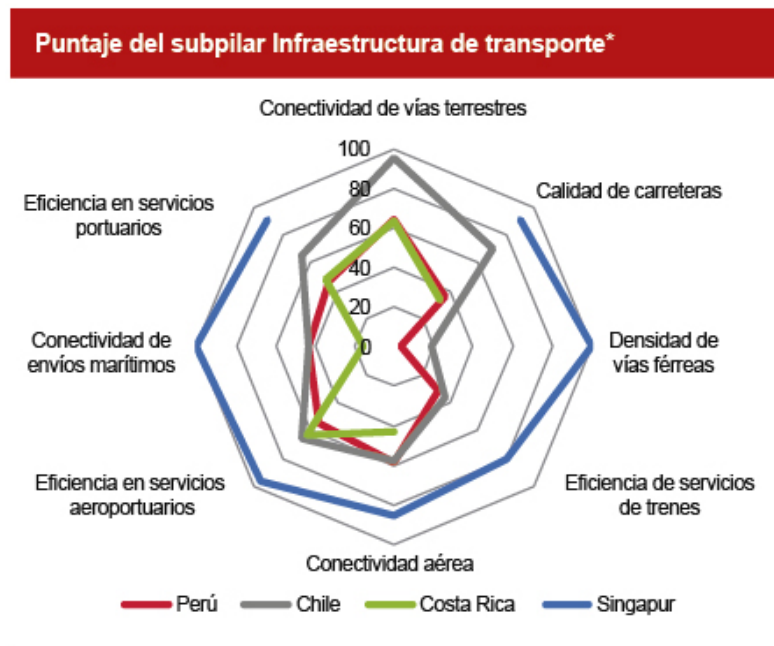 Puntaje del subpilar Infraestructura de transporte*
Conectividad de vías terrestres
100
80
60
40
20
0
Calidad de carreteras
Densidad de
vías férreas
Eficiencia de servicios
de trenes
Conectividad aérea
Eficiencia en servicios
aeroportuarios
Conectividad de
envíos marítimos
Eficiencia en servicios
portuarios
Perú Chile Costa Rica Singapur